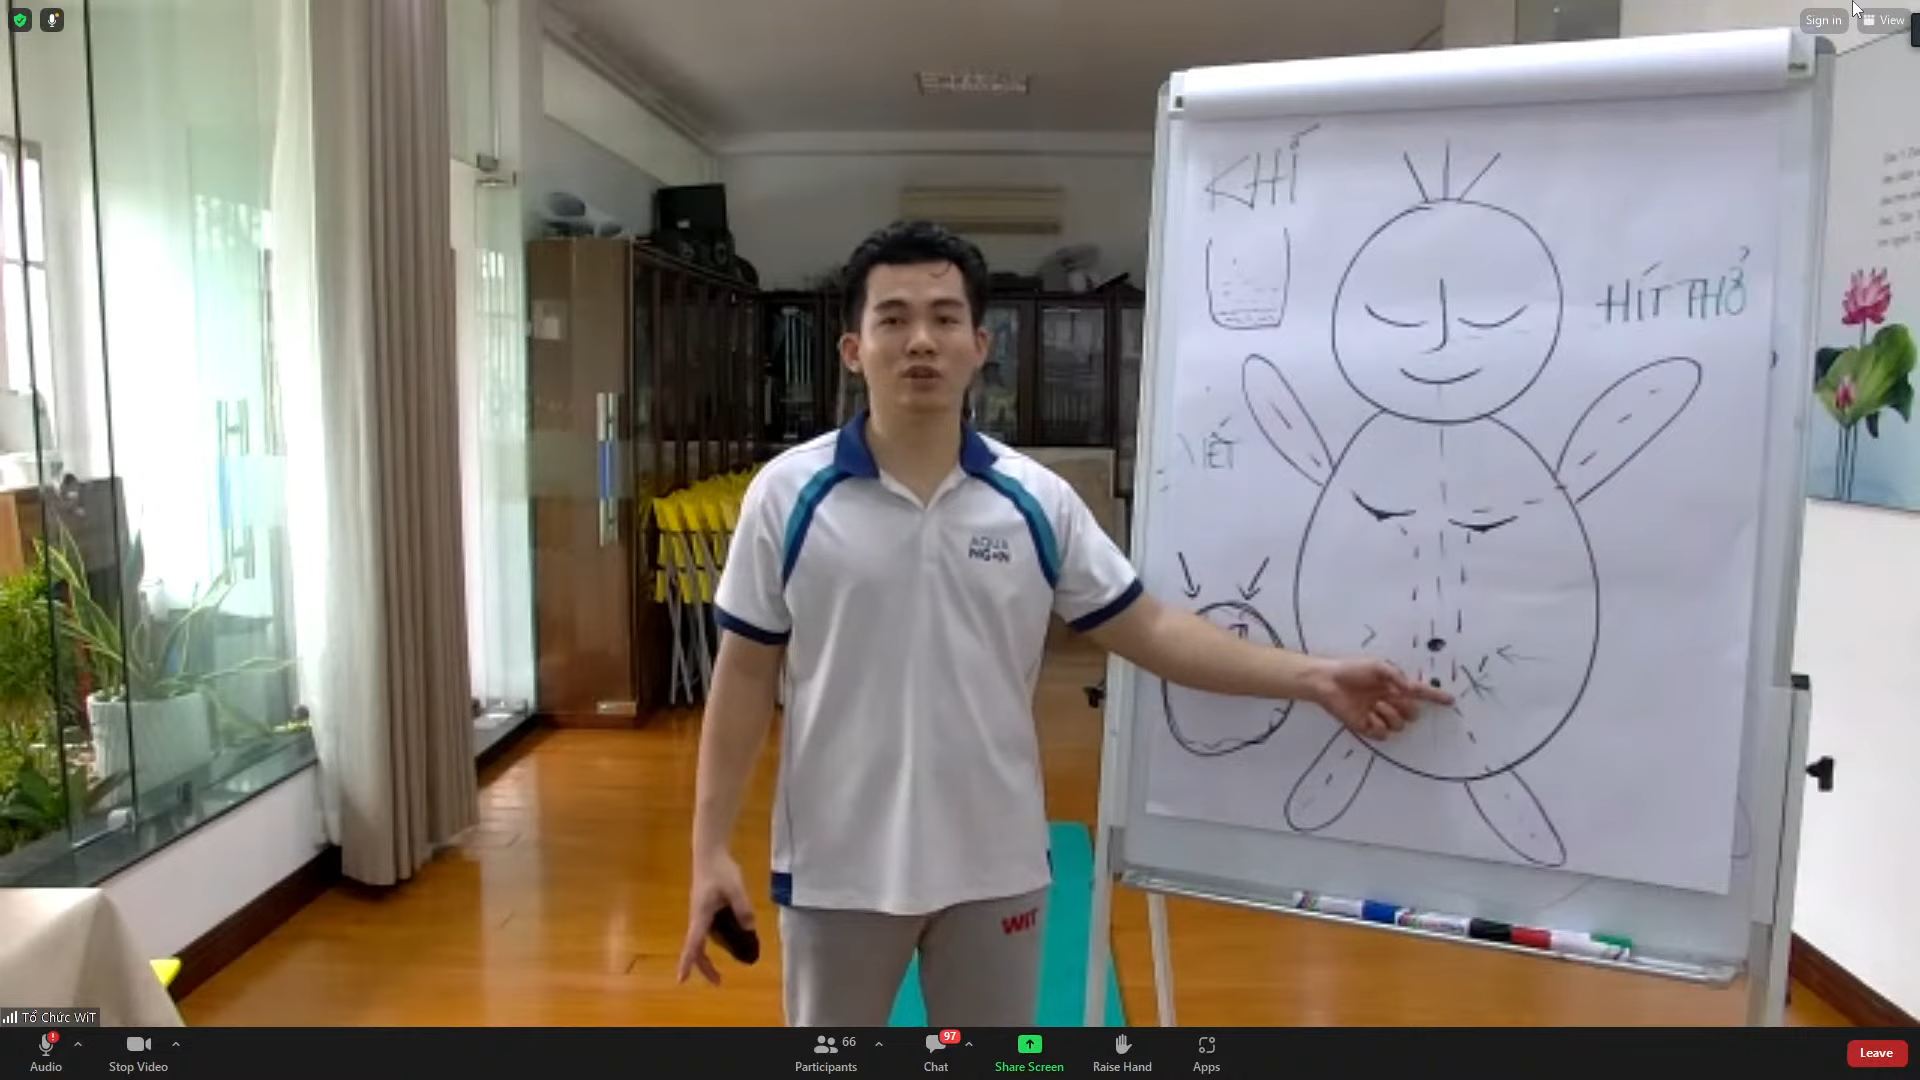 Sign in
View
KHÍ
HÍT THỞ
VẾT
AQUA
WIT
Tổ Chức WiT
Audio
Stop Video
66
Participants
97
Chat
Share Screen
Raise Hand
Apps
Leave